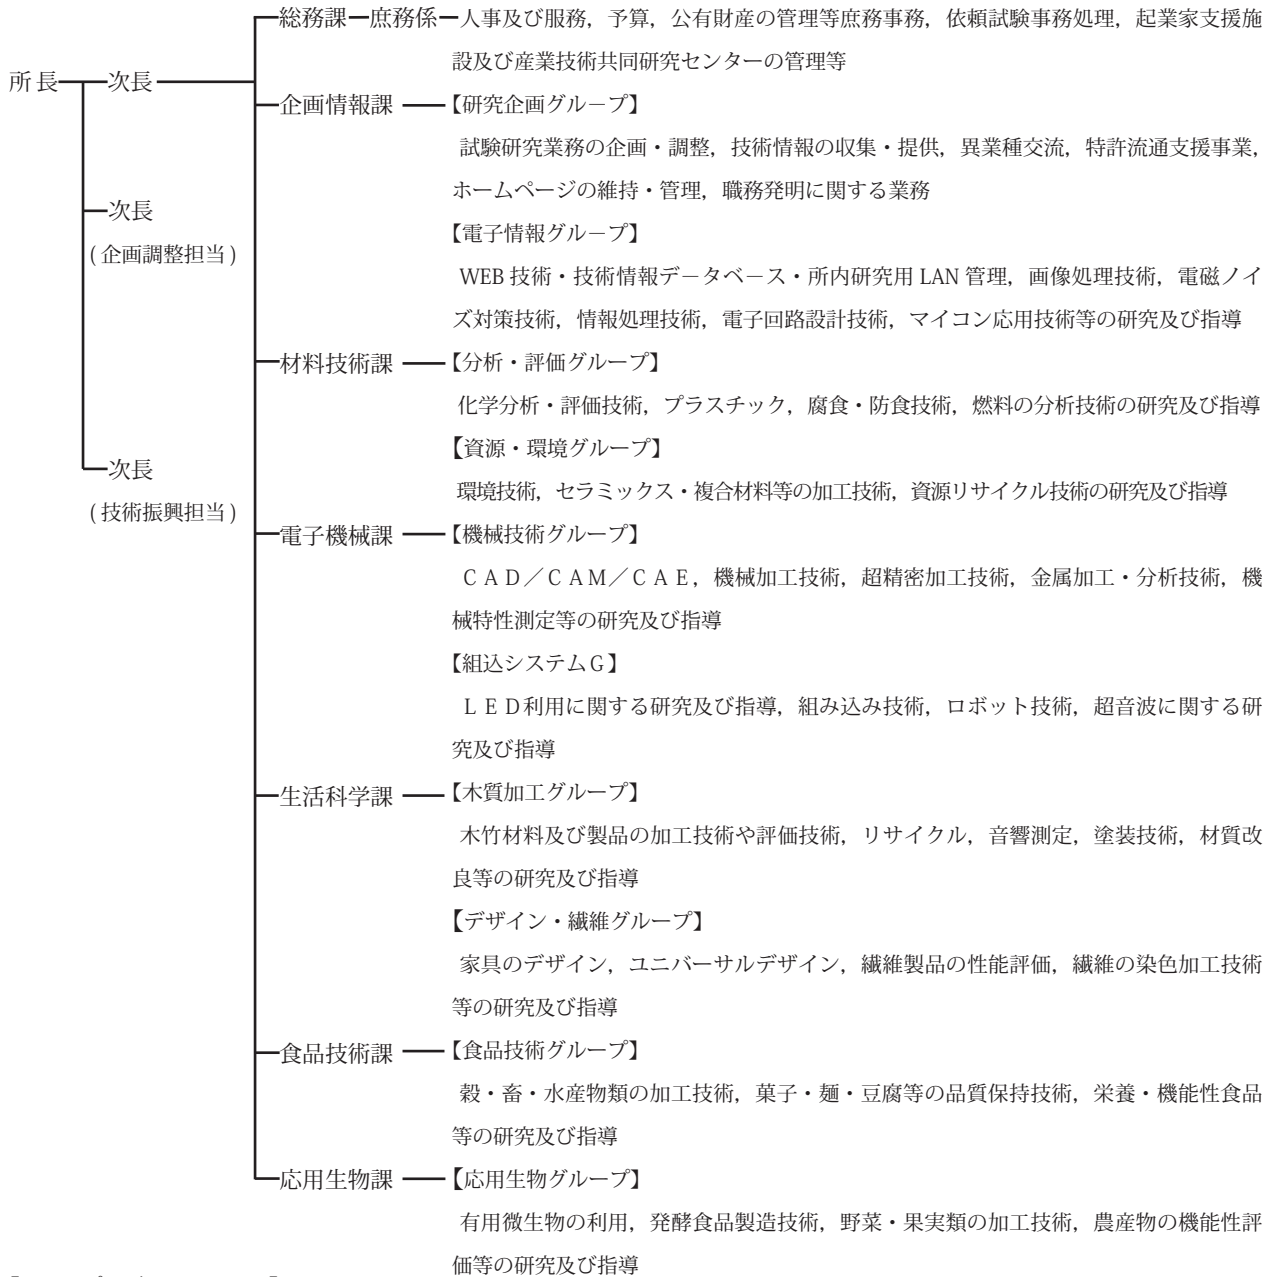 総務課 庶務係 人事及び服務，予算，公有財産の管理等庶務事務，依頼試験事務処理，起業家支援施
設及び産業技術共同研究センターの管理等
所長 次長
企画情報課 【研究企画グループ】
試験研究業務の企画・調整，技術情報の収集・提供，異業種交流，特許流通支援事業，
ホームページの維持・管理，職務発明に関する業務
次長
(企画調整担当)
【電子情報グループ】
WEB 技術・技術情報データベース・所内研究用 LAN 管理，画像処理技術，電磁ノイ
ズ対策技術，情報処理技術，電子回路設計技術，マイコン応用技術等の研究及び指導
材料技術課 【分析・評価グループ】
化学分析・評価技術，プラスチック，腐食・防食技術，燃料の分析技術の研究及び指導
【資源・環境グループ】
次長
(技術振興担当)
環境技術，セラミックス・複合材料等の加工技術，資源リサイクル技術の研究及び指導
電子機械課 【機械技術グループ】
ＣＡＤ／ＣＡＭ／ＣＡＥ，機械加工技術，超精密加工技術，金属加工・分析技術，機
械特性測定等の研究及び指導
【組込システムＧ】
ＬＥＤ利用に関する研究及び指導，組み込み技術，ロボット技術，超音波に関する研
究及び指導
生活科学課 【木質加工グループ】
木竹材料及び製品の加工技術や評価技術，リサイクル，音響測定，塗装技術，材質改
良等の研究及び指導
【デザイン・繊維グループ】
家具のデザイン，ユニバーサルデザイン，繊維製品の性能評価，繊維の染色加工技術
等の研究及び指導
食品技術課 【食品技術グループ】
穀・畜・水産物類の加工技術，菓子・麺・豆腐等の品質保持技術，栄養・機能性食品
等の研究及び指導
応用生物課 【応用生物グループ】
有用微生物の利用，発酵食品製造技術，野菜・果実類の加工技術，農産物の機能性評
価等の研究及び指導